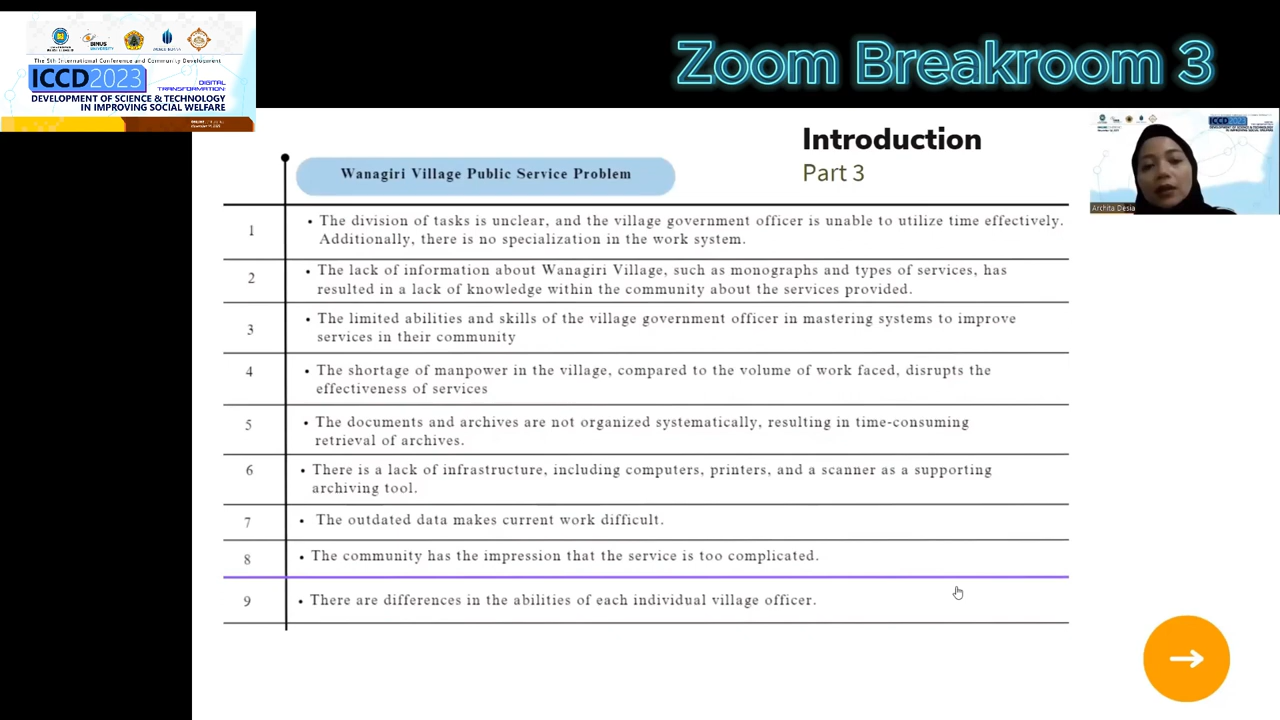 BINUS UNIVERSITY
The 5th International Conference and Community Development
ICCD2023
DIGITAL TRANSFORMATION:
DEVELOPMENT OF SCIENCE & TECHNOLOGY
IN IMPROVING SOCIAL WELFARE
Zoom Breakroom 3
Introduction
Part 3
Archita Desia
Wanagiri Village Public Service Problem
1
• The division of tasks is unclear, and the village government officer is unable to utilize time effectively.
Additionally, there is no specialization in the work system.
2
• The lack of information about Wanagiri Village, such as monographs and types of services, has
resulted in a lack of knowledge within the community about the services provided.
3
• The limited abilities and skills of the village government officer in mastering systems to improve
services in their community
4
• The shortage of manpower in the village, compared to the volume of work faced, disrupts the
effectiveness of services
5
• The documents and archives are not organized systematically, resulting in time-consuming
retrieval of archives.
6
• There is a lack of infrastructure, including computers, printers, and a scanner as a supporting
archiving tool.
7
• The outdated data makes current work difficult.
8
• The community has the impression that the service is too complicated.
9
• There are differences in the abilities of each individual village officer.